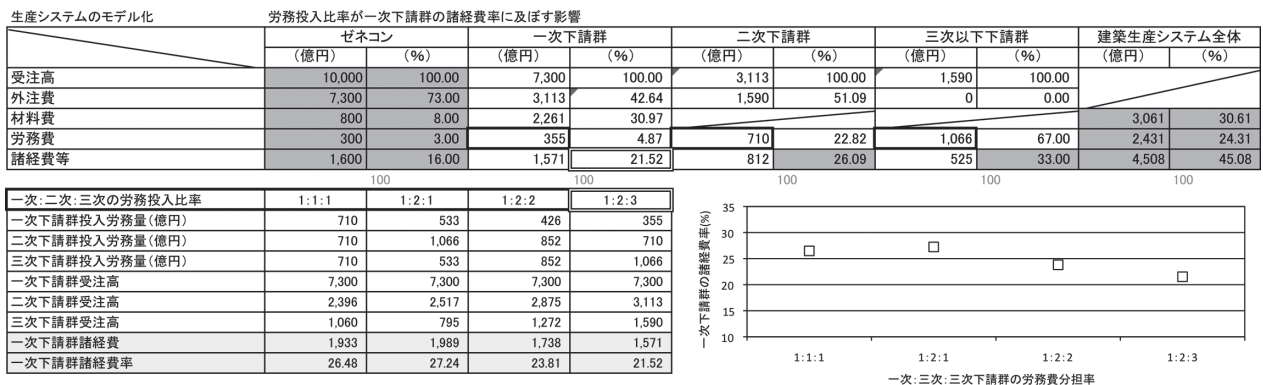 生産システムのモデル化 労務投入比率が一次下請群の諸経費率に及ぼす影響
ゼネコン 一次下請群 二次下請群 三次以下下請群 建築生産システム全体
（億円） （%） （億円） （%） （億円） （%） （億円） （%） （億円） （%）
受注高 10,000 100.00 7,300 100.00 3,113 100.00 1,590 100.00
外注費 7,300 73.00 3,113 42.64 1,590 51.09 0 0.00
材料費 800 8.00 2,261 30.97 3,061 30.61
労務費 300 3.00 355 4.87 710 22.82 1,066 67.00 2,431 24.31
諸経費等 1,600 16.00 1,571 21.52 812 26.09 525 33.00 4,508 45.08
100 100 100 100 100
一次:二次:三次の労務投入比率 1:1:1 1:2:1 1:2:2 1:2:3
一次下請群投入労務量(億円) 710 533 426 355
二次下請群投入労務量(億円) 710 1,066 852 710
三次下請群投入労務量(億円) 710 533 852 1,066
一次下請群受注高 7,300 7,300 7,300 7,300
二次下請群受注高 2,396 2,517 2,875 3,113
三次下請群受注高 1,060 795 1,272 1,590
一次下請群諸経費 1,933 1,989 1,738 1,571
一次下請群諸経費率 26.48 27.24 23.81 21.52
一次下請群の諸経費率(%)
35
30
25
20
15
10
1:1:1 1:2:1 1:2:2 1:2:3
一次:三次:三次下請群の労務費分担率